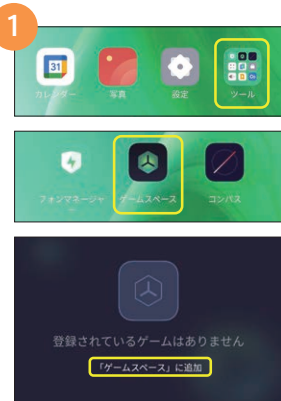 1
31
カレンダー
写真
設定
ツール
フォンマネージャ
ー
ゲームスペース
コンパス
登録されているゲームはありません
「ゲームスペース」に追加